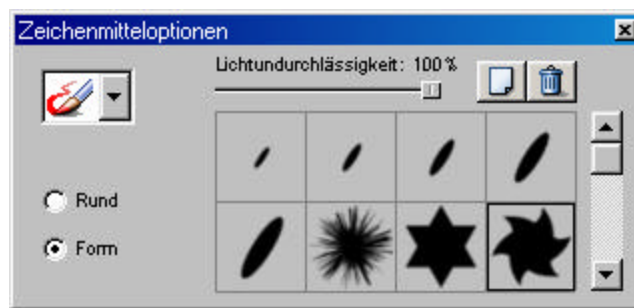 Zeichenmitteloptionen
Lichtundurchlässigkeit: 100 %
Rund
Form